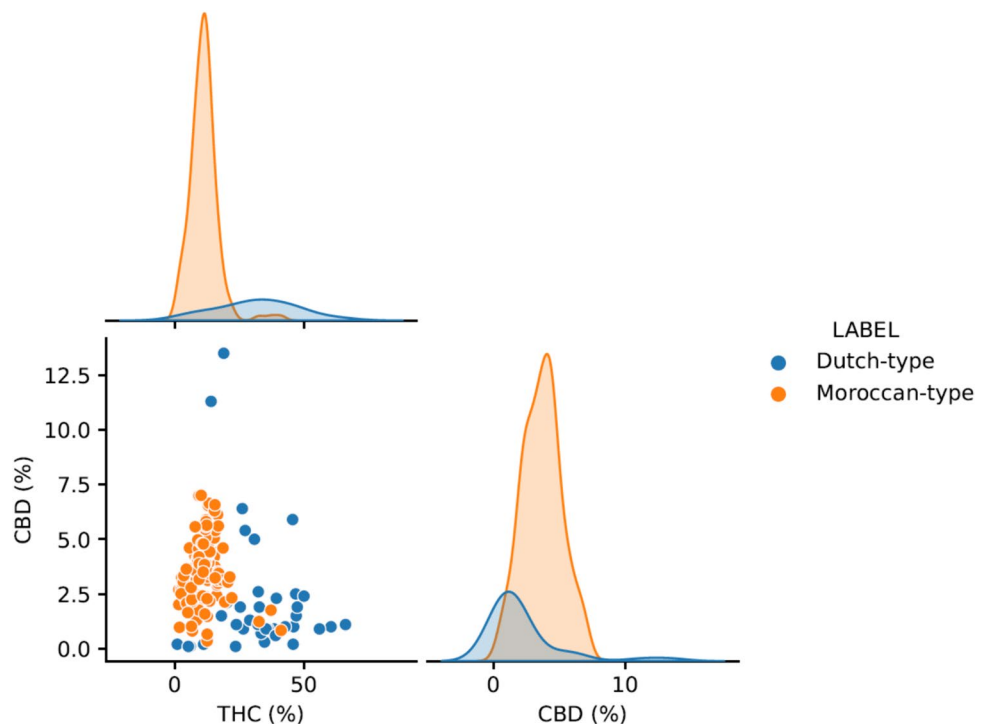 LABEL
Dutch-type
Moroccan-type
12.5
10.0
7.5
5.0
2.5
0.0
CBD (%)
0
50
THC (%)
0
10
CBD (%)